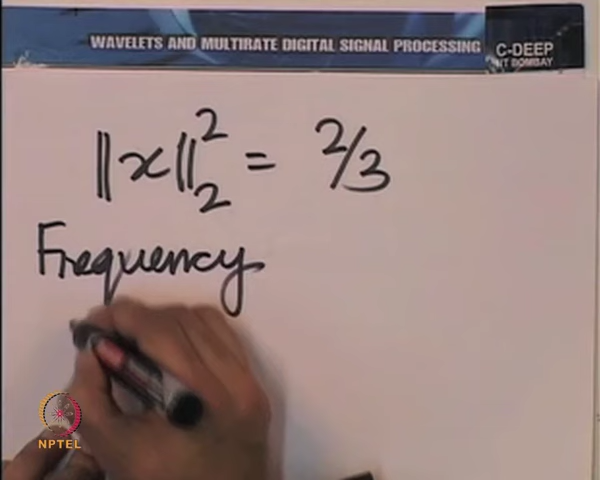 WAVELETS AND MULTIRATE DIGITAL SIGNAL PROCESSING
C-DEEP
IIT BOMBAY
||x||₂² = 2/3
Frequency
NPTEL